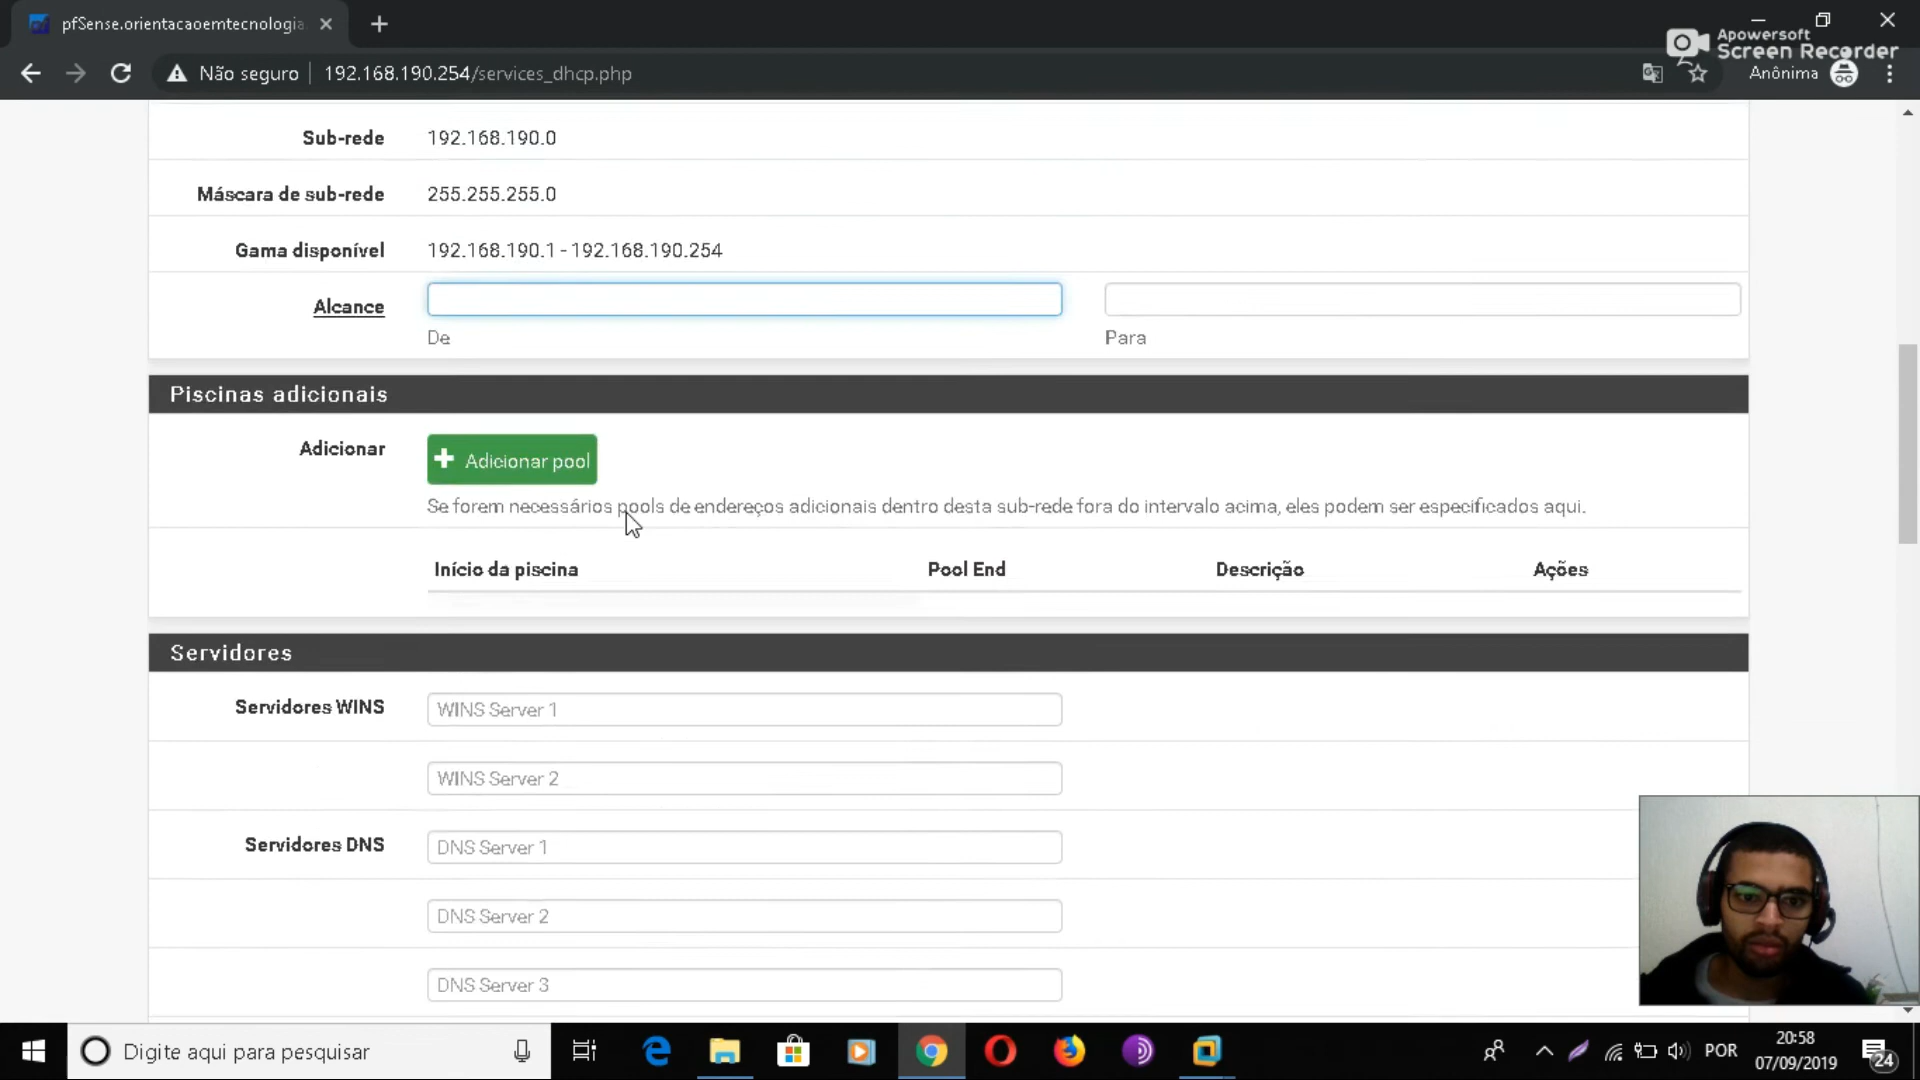 pfSense.orientacaoemtecnologia.
Apowersoft
Screen Recorder
Não seguro 192.168.190.254/services_dhcp.php
Anônima
Sub-rede 192.168.190.0
Máscara de sub-rede 255.255.255.0
Gama disponível 192.168.190.1 - 192.168.190.254
Alcance
De Para
Piscinas adicionais
Adicionar
Adicionar pool
Se forem necessários pools de endereços adicionais dentro desta sub-rede fora do intervalo acima, eles podem ser especificados aqui.
Início da piscina Pool End Descrição Ações
Servidores
Servidores WINS WINS Server 1
WINS Server 2
Servidores DNS DNS Server 1
DNS Server 2
DNS Server 3
Digite aqui para pesquisar
POR
20:58
07/09/2019
24